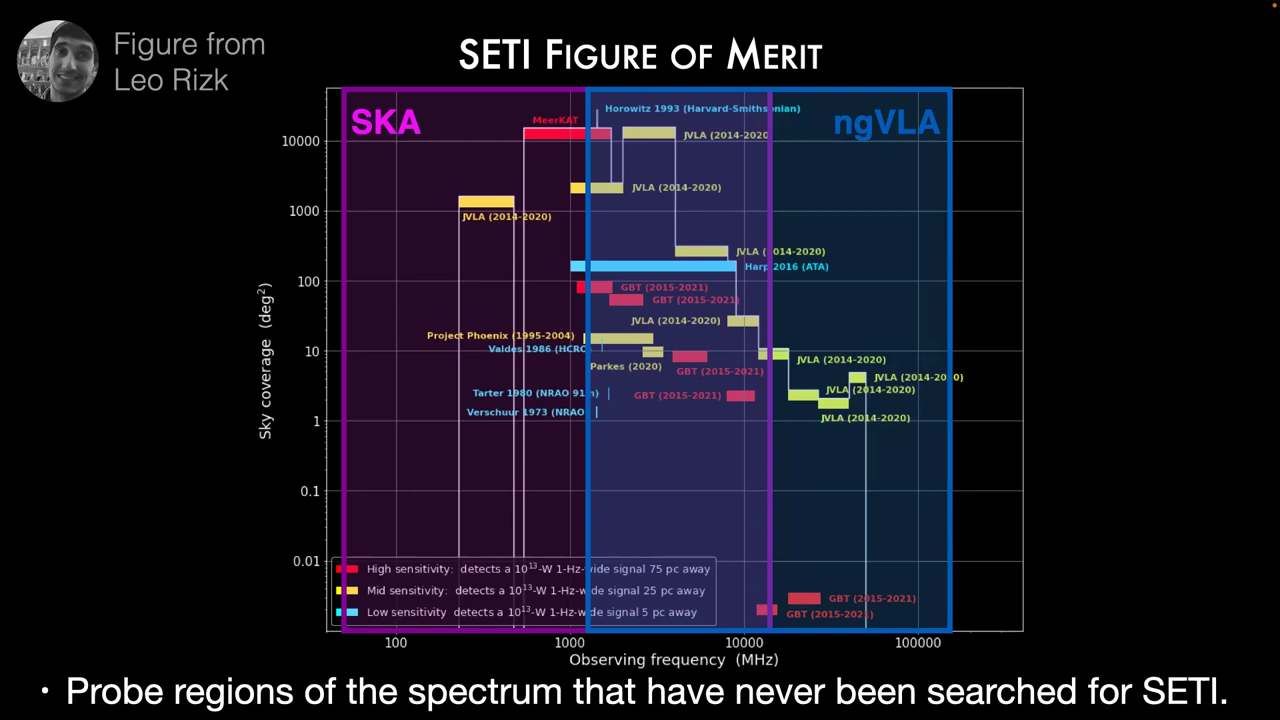 Figure from
Leo Rizk
SETI FIGURE OF MERIT
SKA
ngVLA
Horowitz 1993 (Harvard-Smithsonian)
MeerKAT
JVLA (2014-2020
JVLA (2014-2020)
JVLA (2014-2020)
JVLA (2014-2020)
Harp 2016 (ATA)
GBT (2015-2021)
GBT (2015-2021)
JVLA (2014-2020)
Project Phoenix (1995-2004)
Valdes 1986 (HCRO
Parkes (2020)
JVLA (2014-2020)
GBT (2015-2021)
JVLA (2014-2020)
JVLA (2014-2020)
Tarter 1980 (NRAO 91m)
GBT (2015-2021)
Verschuur 1973 (NRAO
JVLA (2014-2020)
GBT (2015-2021)
GBT (2015-2021)
10000
1000
100
10
1
0.1
0.01
Sky coverage (deg²)
High sensitivity: detects a 10¹³-W 1-Hz-wide signal 75 pc away
Mid sensitivity: detects a 10¹³-W 1-Hz-wide signal 25 pc away
Low sensitivity detects a 10¹³-W 1-Hz-wide signal 5 pc away
100 1000 10000 100000
Observing frequency (MHz)
• Probe regions of the spectrum that have never been searched for SETI.